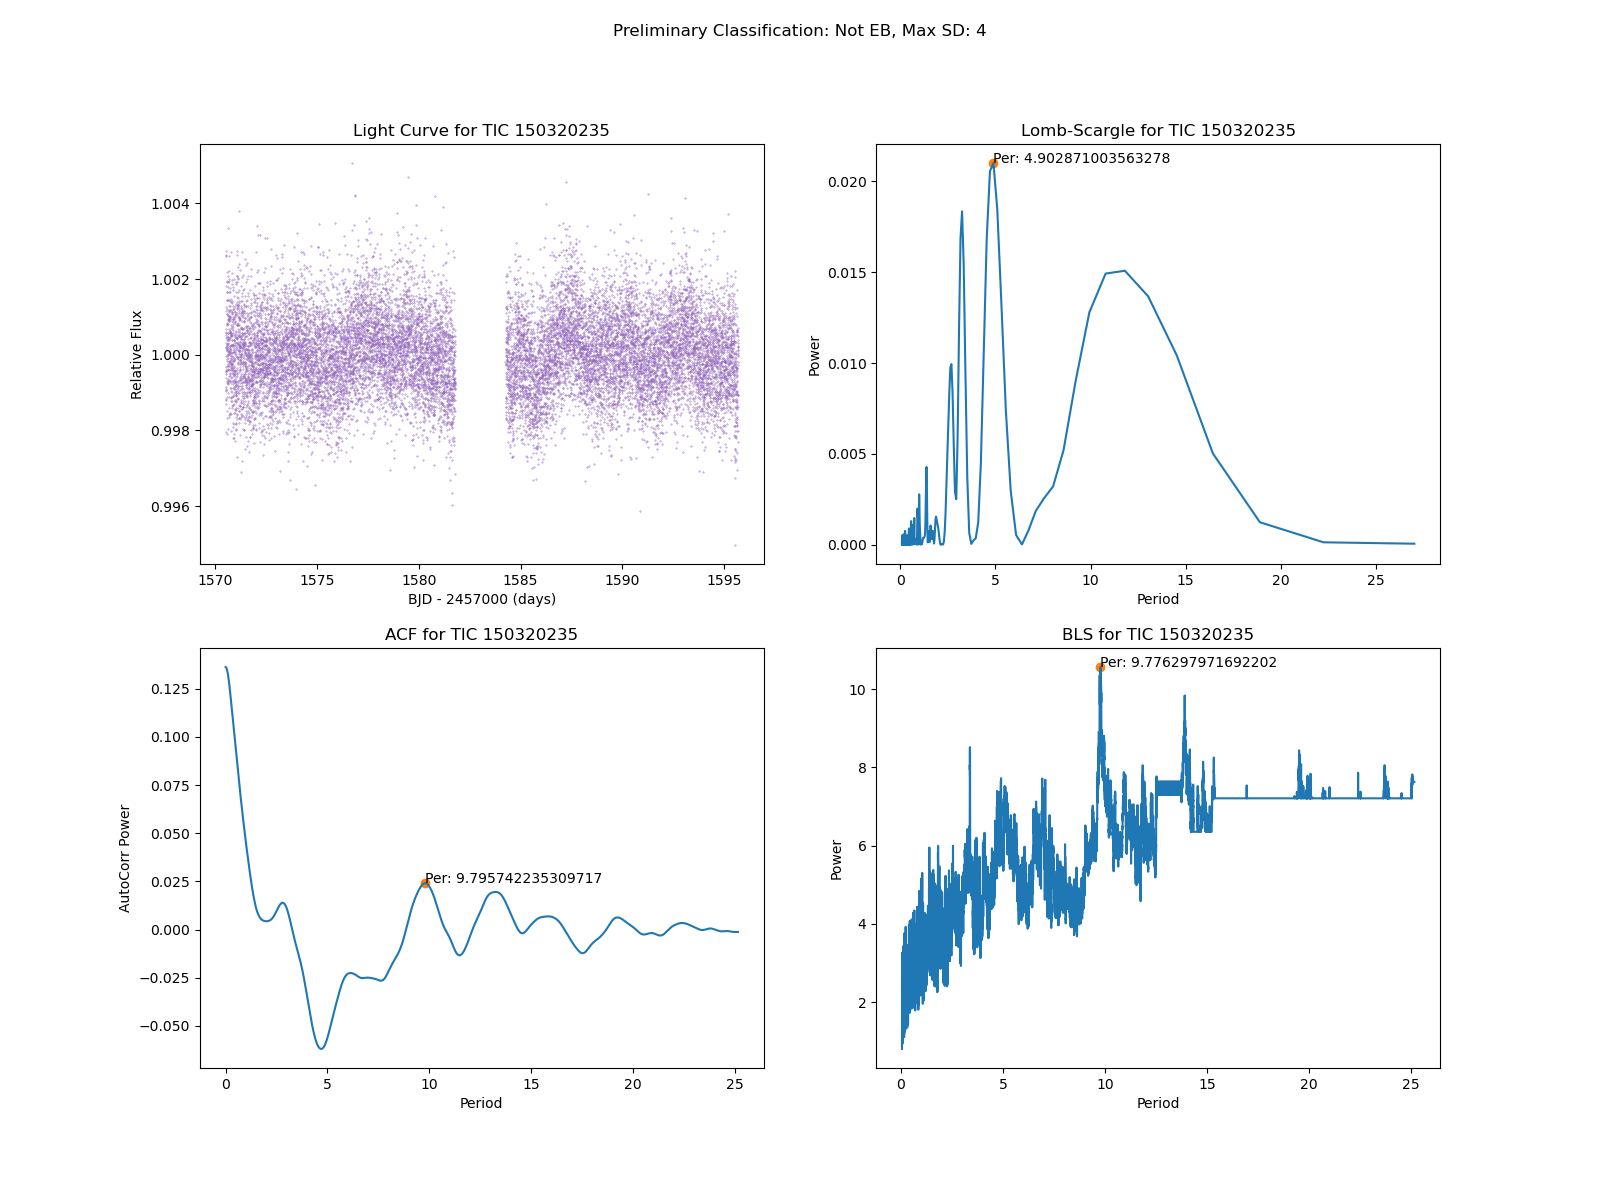 Preliminary Classification: Not EB, Max SD: 4
Light Curve for TIC 150320235
1.004
1.002
1.000
0.998
0.996
Relative Flux
1570
1575
1580
1585
1590
1595
BJD - 2457000 (days)
Lomb-Scargle for TIC 150320235
Per: 4.902871003563278
0.020
0.015
0.010
0.005
0.000
Power
0
5
10
15
20
25
Period
ACF for TIC 150320235
Per: 9.795742235309717
0.125
0.100
0.075
0.050
0.025
0.000
−0.025
−0.050
AutoCorr Power
0
5
10
15
20
25
Period
BLS for TIC 150320235
Per: 9.776297971692202
10
8
6
4
2
Power
0
5
10
15
20
25
Period